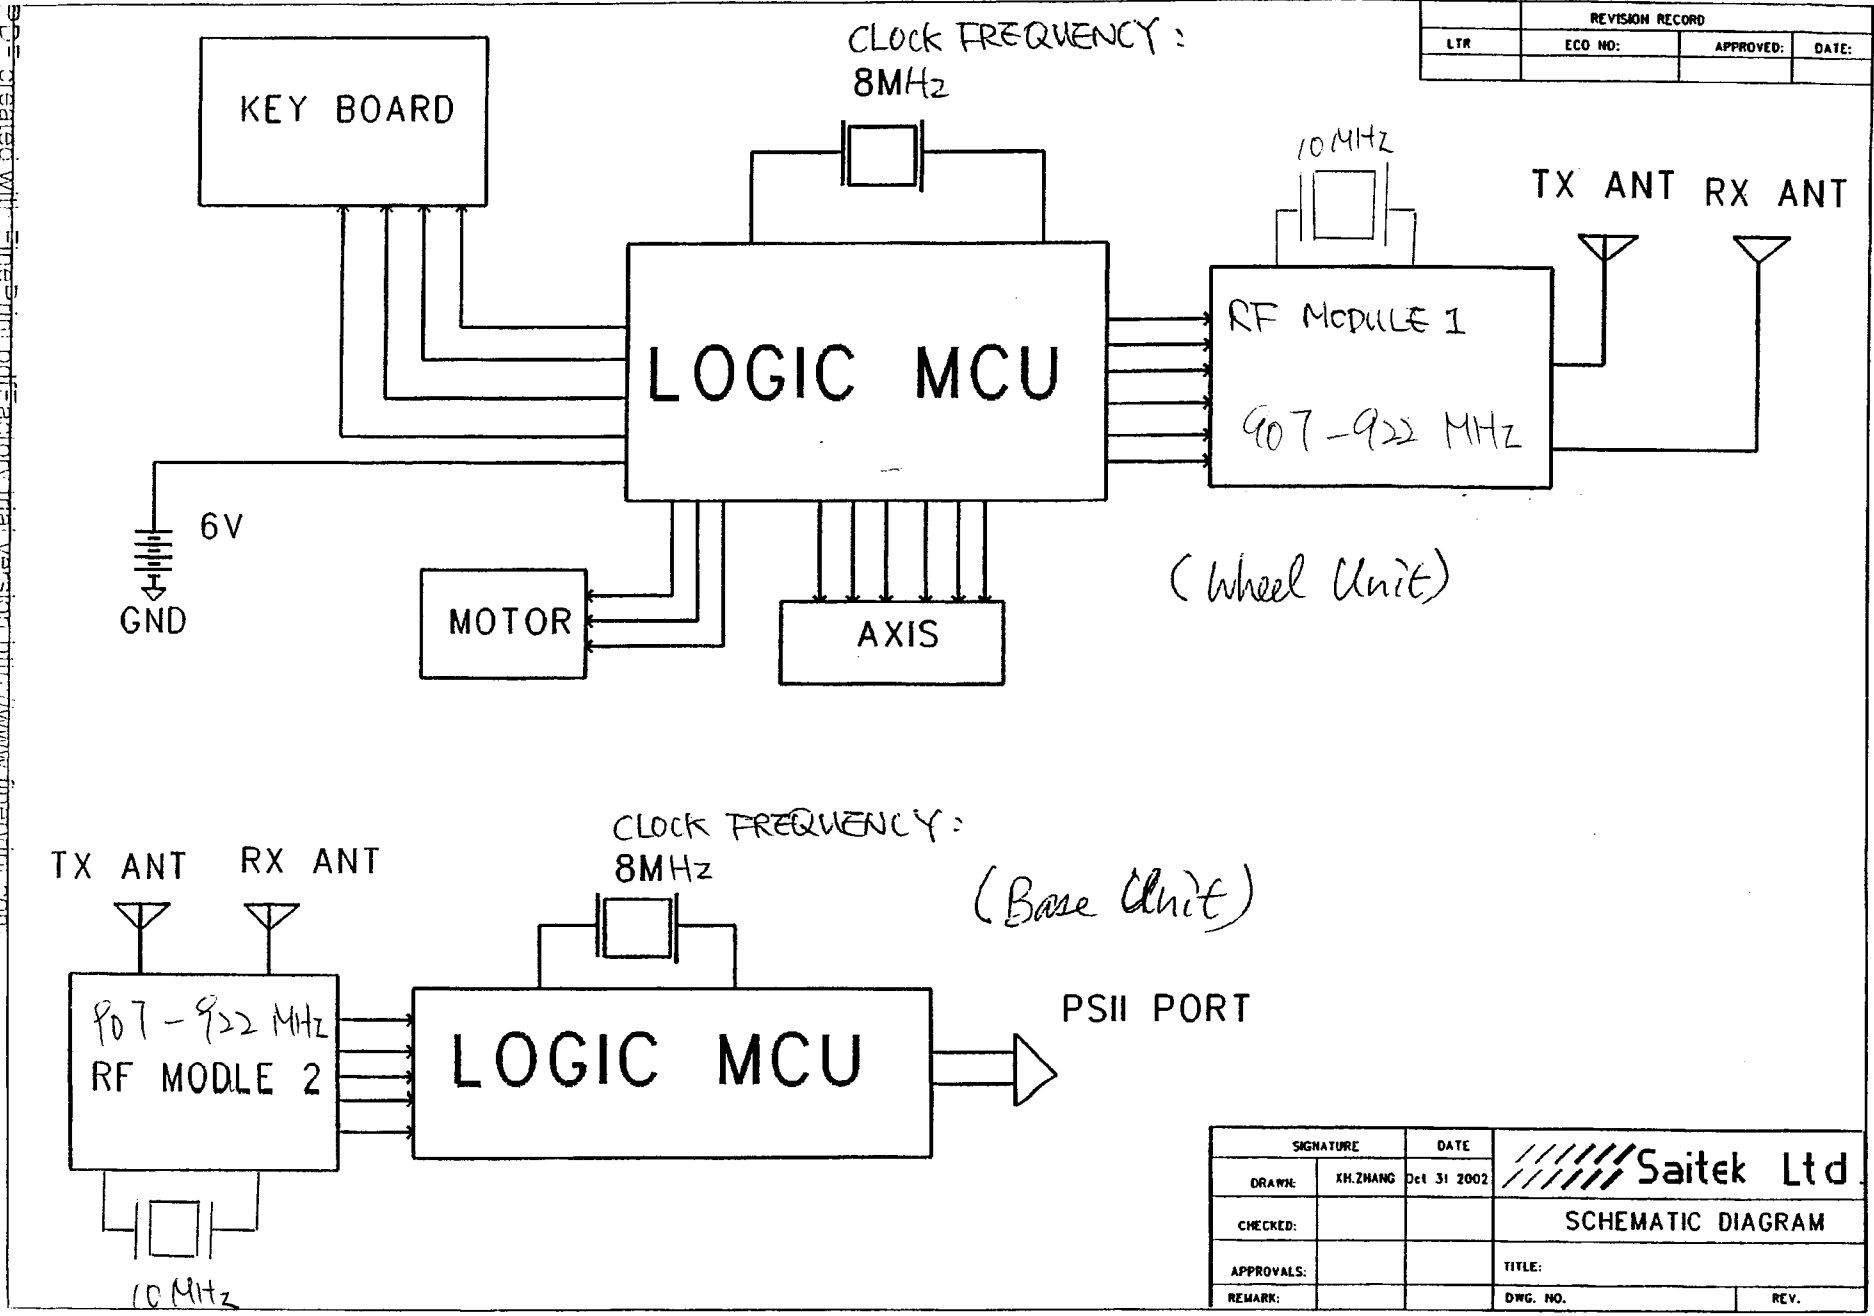 REVISION RECORD
LTR ECO NO: APPROVED: DATE:
CLOCK FREQUENCY:
8MHz
KEY BOARD
10MHz
TX ANT RX ANT
LOGIC MCU
RF MODULE 1
907-922 MHz
6V
GND
MOTOR
AXIS
(Wheel Unit)
CLOCK FREQUENCY:
8MHz
(Base Unit)
TX ANT RX ANT
907-922 MHz
RF MODLE 2
LOGIC MCU
PSII PORT
10MHz
SIGNATURE DATE
DRAWN: XH.ZHANG Oct 31 2002
CHECKED:
APPROVALS:
REMARK:
Saitek Ltd.
SCHEMATIC DIAGRAM
TITLE:
DWG. NO. REV.